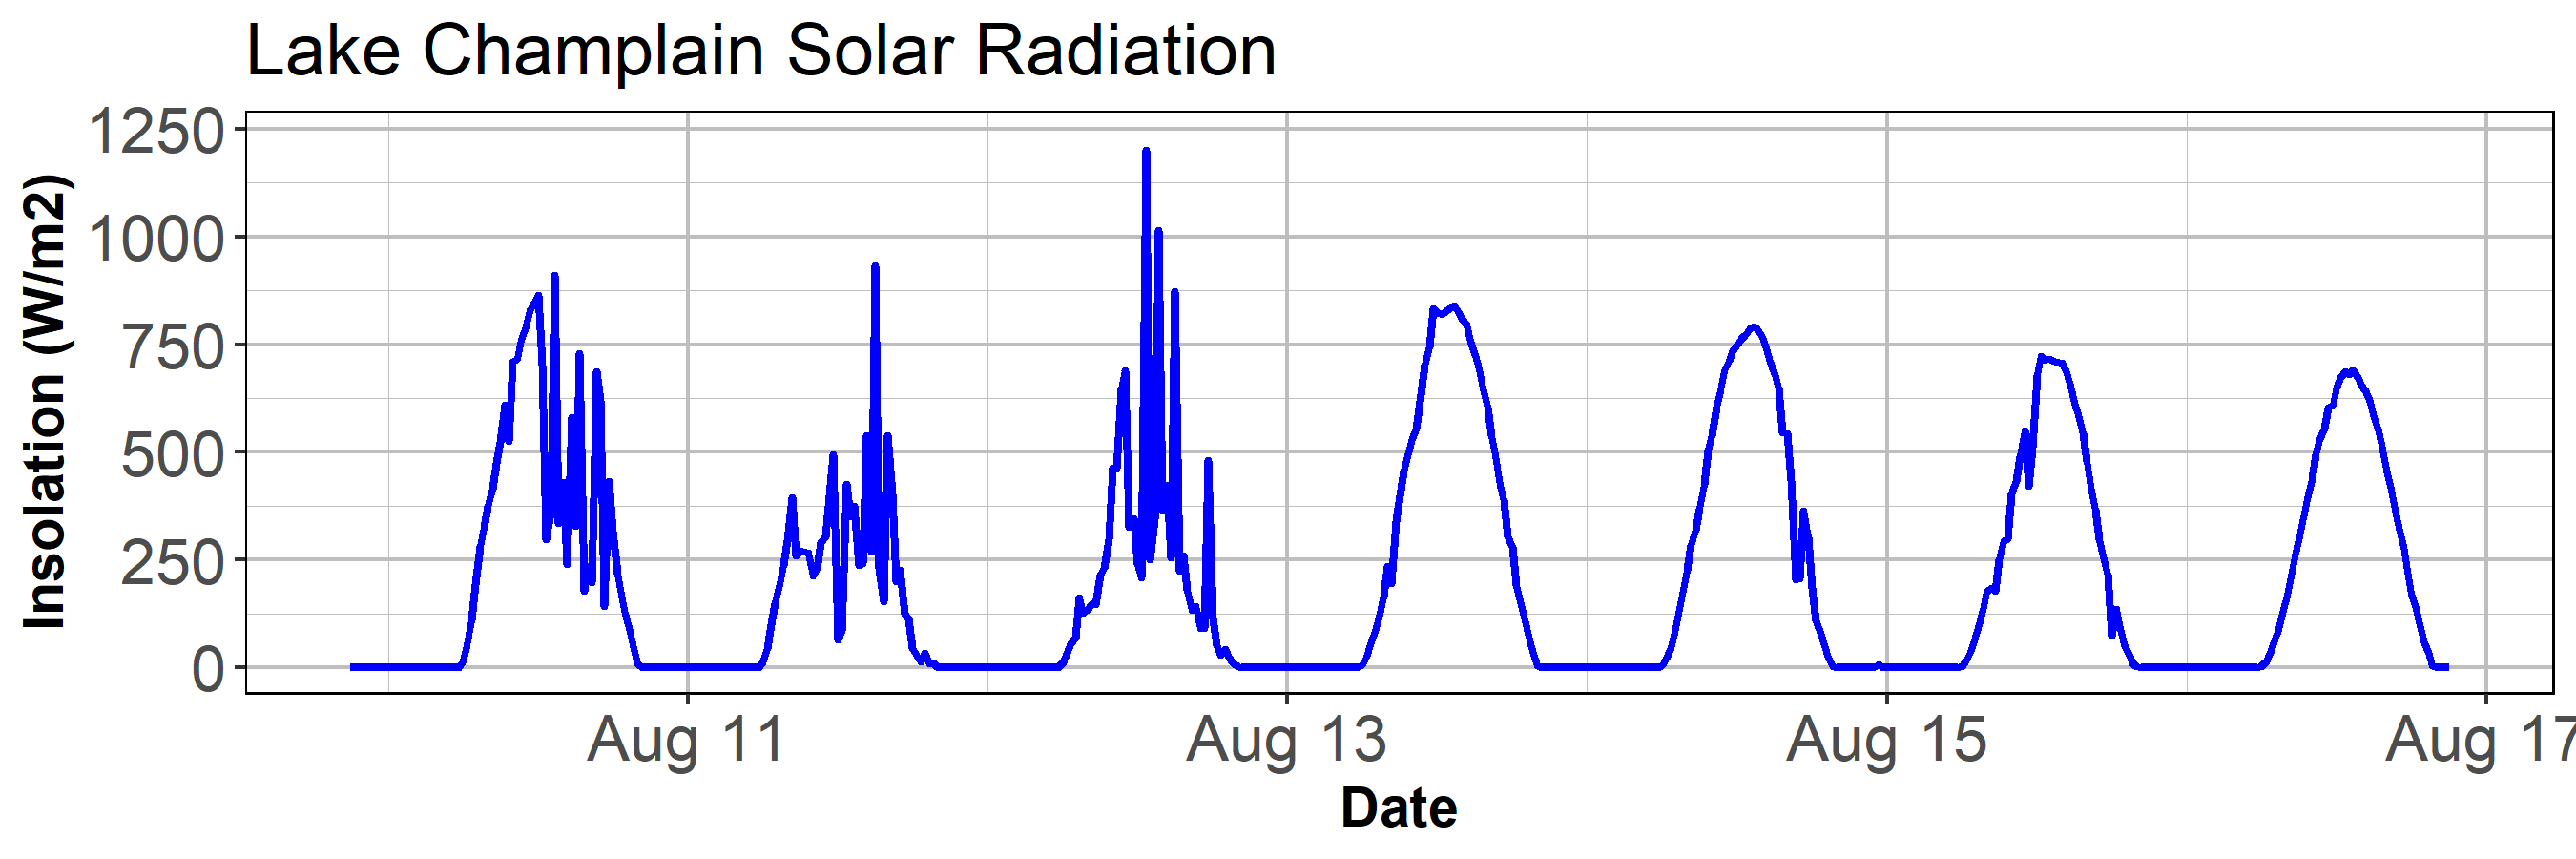 Lake Champlain Solar Radiation
1250
1000
750
500
250
0
Insolation (W/m2)
Aug 11
Aug 13
Aug 15
Aug 17
Date